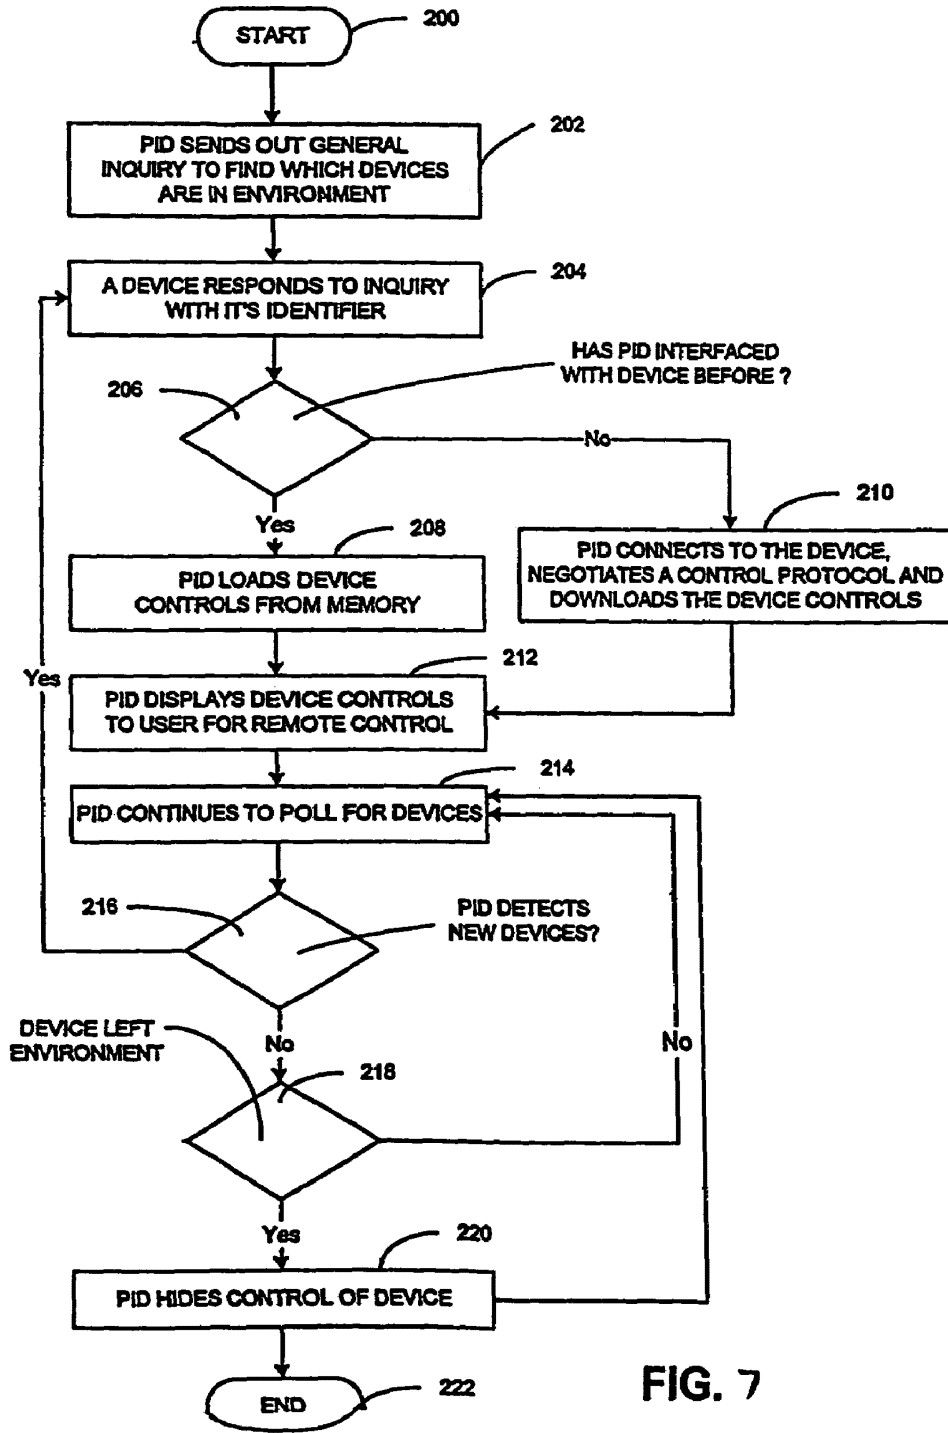 START
200
PID SENDS OUT GENERAL
INQUIRY TO FIND WHICH DEVICES
ARE IN ENVIRONMENT
202
A DEVICE RESPONDS TO INQUIRY
WITH IT'S IDENTIFIER
204
HAS PID INTERFACED
WITH DEVICE BEFORE ?
206
No
Yes
208
210
PID LOADS DEVICE
CONTROLS FROM MEMORY
PID CONNECTS TO THE DEVICE,
NEGOTIATES A CONTROL PROTOCOL AND
DOWNLOADS THE DEVICE CONTROLS
212
Yes
PID DISPLAYS DEVICE CONTROLS
TO USER FOR REMOTE CONTROL
214
PID CONTINUES TO POLL FOR DEVICES
216
PID DETECTS
NEW DEVICES?
DEVICE LEFT
ENVIRONMENT
No
No
218
Yes
220
PID HIDES CONTROL OF DEVICE
END
222
FIG. 7